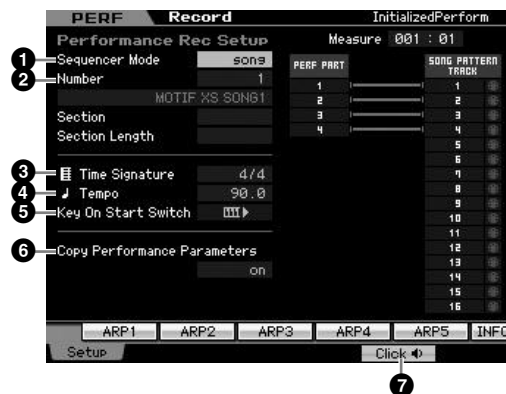 PERF Record InitializedPerform
Performance Rec Setup Measure 001 : 01
1 Sequencer Mode song
2 Number 1
MOTIF XS SONG1
Section
Section Length
3 Time Signature 4/4
4 Tempo 90.0
5 Key On Start Switch
6 Copy Performance Parameters
on
PERF PART SONG PATTERN TRACK
1 1
2 2
3 3
4 4
5
6
7
8
9
10
11
12
13
14
15
16
ARP1 ARP2 ARP3 ARP4 ARP5 INFO
Setup Click
7